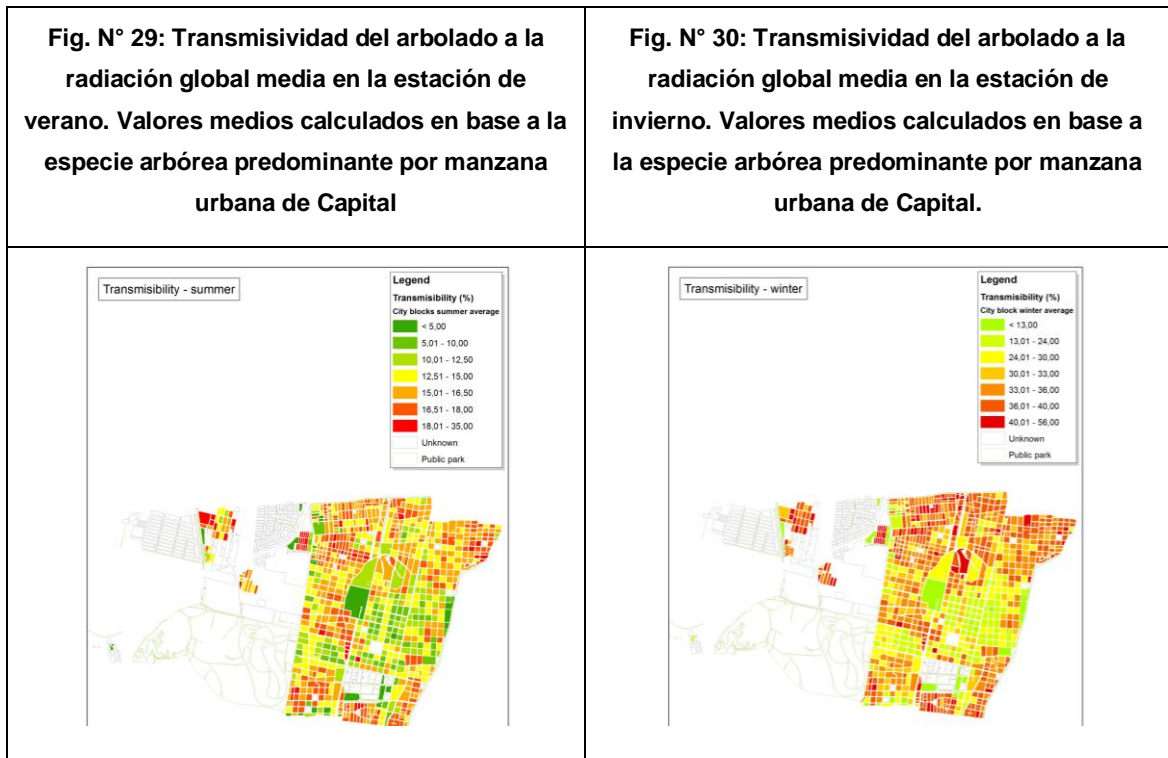 Fig. N° 29: Transmisividad del arbolado a la
radiación global media en la estación de
verano. Valores medios calculados en base a la
especie arbórea predominante por manzana
urbana de Capital
Fig. N° 30: Transmisividad del arbolado a la
radiación global media en la estación de
invierno. Valores medios calculados en base a
la especie arbórea predominante por manzana
urbana de Capital.
Transmisibility - summer
Legend
Transmisibility (%)
City blocks summer average
< 5,00
5,01 - 10,00
10,01 - 12,50
12,51 - 15,00
15,01 - 16,50
16,51 - 18,00
18,01 - 35,00
Unknown
Public park
Transmisibility - winter
Legend
Transmisibility (%)
City block winter average
< 13,00
13,01 - 24,00
24,01 - 30,00
30,01 - 33,00
33,01 - 36,00
36,01 - 40,00
40,01 - 56,00
Unknown
Public park